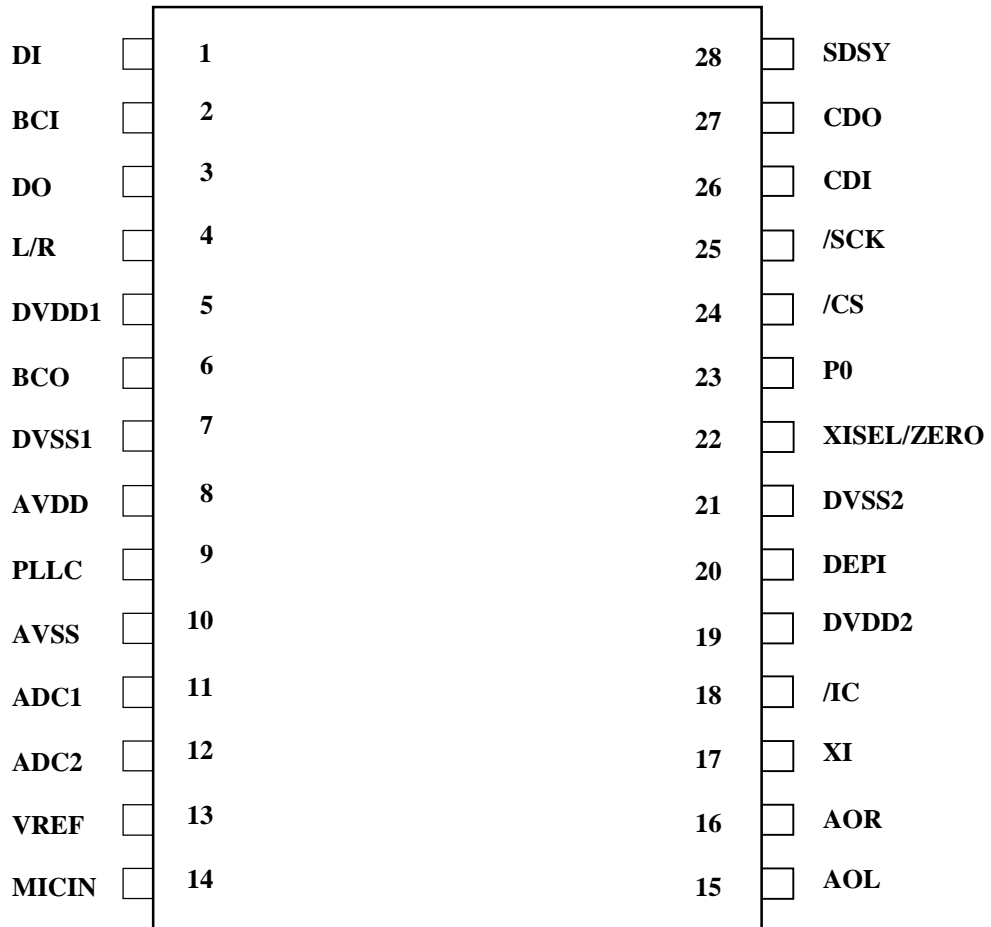 DI 1 28 SDSY
BCI 2 27 CDO
DO 3 26 CDI
L/R 4 25 /SCK
DVDD1 5 24 /CS
BCO 6 23 P0
DVSS1 7 22 XISEL/ZERO
AVDD 8 21 DVSS2
PLLC 9 20 DEPI
AVSS 10 19 DVDD2
ADC1 11 18 /IC
ADC2 12 17 XI
VREF 13 16 AOR
MICIN 14 15 AOL